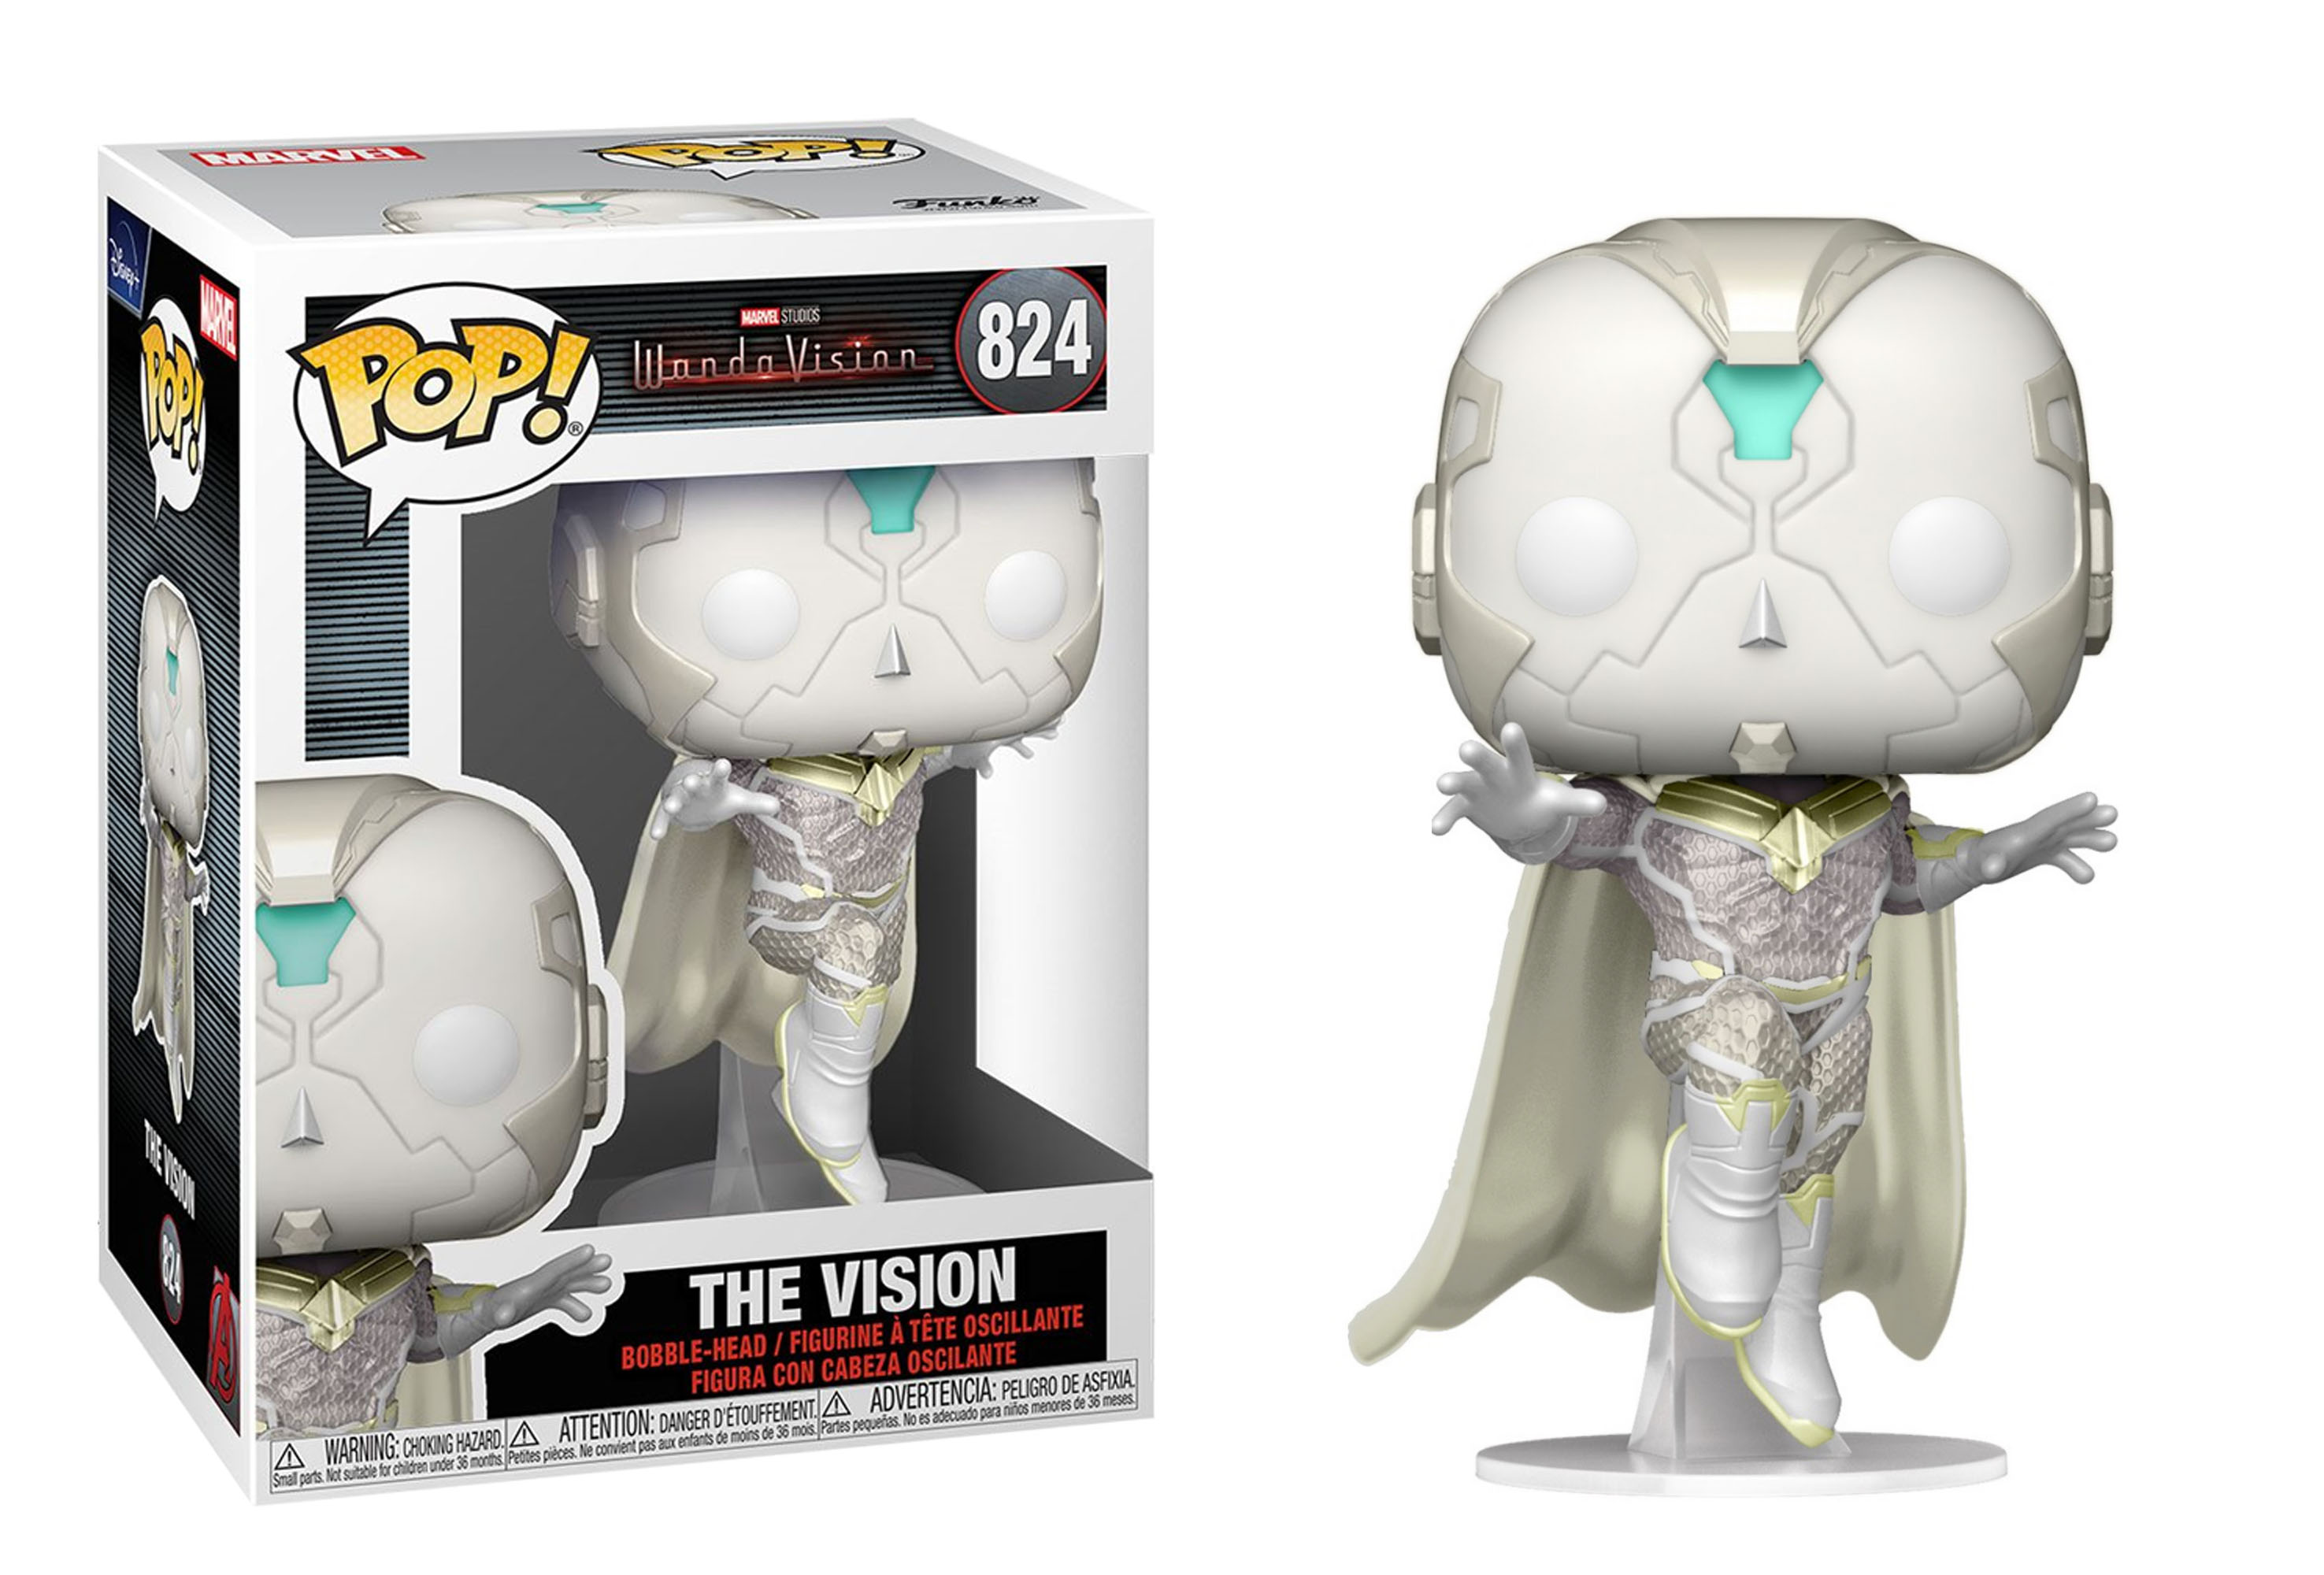 MARVEL
POP!
Funko
Disney+
MARVEL
POP!
THE VISION
824
POP!®
MARVEL STUDIOS
WandaVision
824
THE VISION
BOBBLE-HEAD / FIGURINE À TÊTE OSCILLANTE
FIGURA CON CABEZA OSCILANTE
WARNING: CHOKING HAZARD.
Small parts. Not suitable for children under 36 months.
ATTENTION: DANGER D'ÉTOUFFEMENT.
Petites pièces. Ne convient pas aux enfants de moins de 36 mois.
ADVERTENCIA: PELIGRO DE ASFIXIA.
Partes pequeñas. No es adecuado para niños menores de 36 meses.